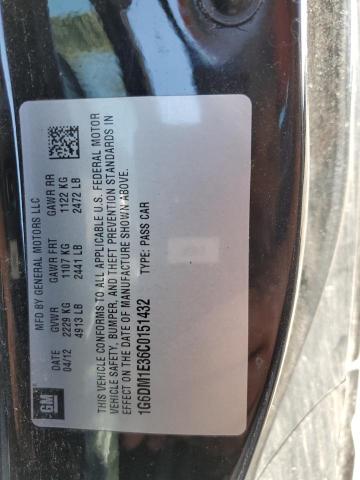 GM
MFD BY GENERAL MOTORS LLC
DATE GVWR GAWR FRT GAWR RR
04/12 2229 KG 1107 KG 1122 KG
4913 LB 2441 LB 2472 LB
THIS VEHICLE CONFORMS TO ALL APPLICABLE U.S. FEDERAL MOTOR
VEHICLE SAFETY, BUMPER, AND THEFT PREVENTION STANDARDS IN
EFFECT ON THE DATE OF MANUFACTURE SHOWN ABOVE.
1G6DM1E36C0151432 TYPE: PASS CAR